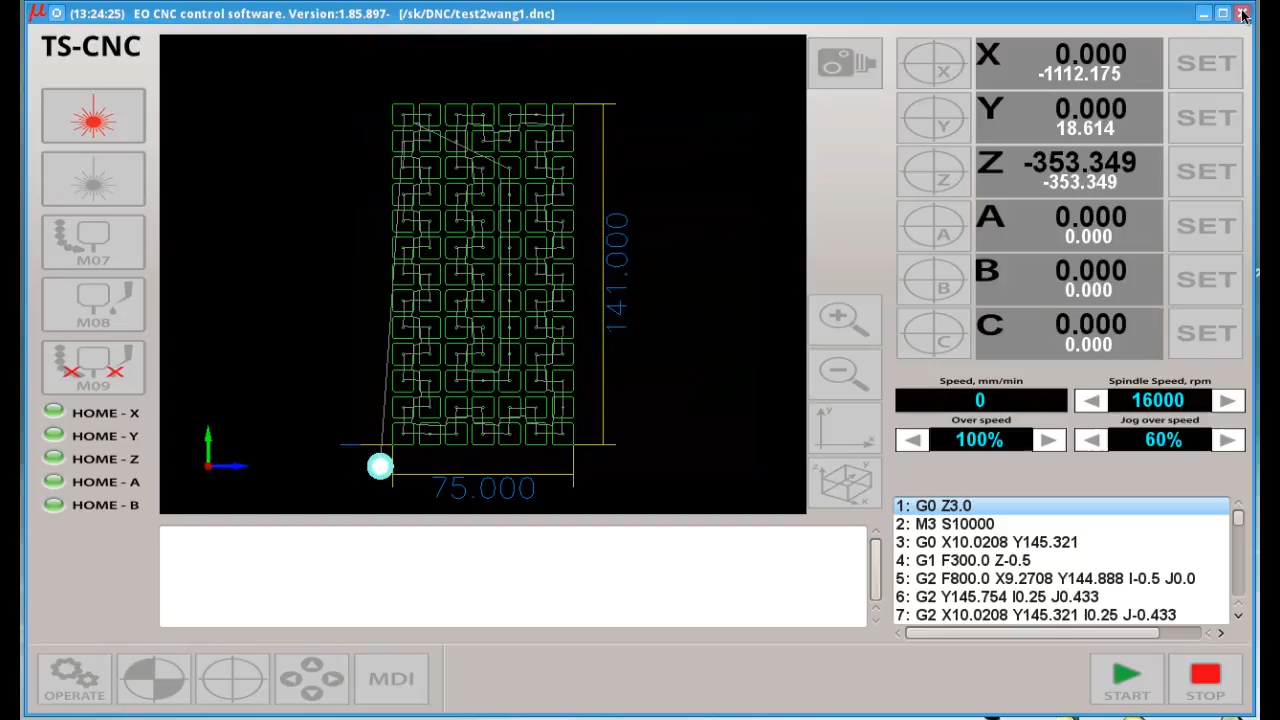 (13:24:25) EO CNC control software. Version:1.85.897- [/sk/DNC/test2wang1.dnc]
TS-CNC
M07
M08
M09
HOME - X
HOME - Y
HOME - Z
HOME - A
HOME - B
141.000
75.000
y
x
y
z
x
X
X 0.000 SET
-1112.175
Y
Y 0.000 SET
18.614
Z
Z -353.349 SET
-353.349
A
A 0.000 SET
0.000
B
B 0.000 SET
0.000
C
C 0.000 SET
0.000
Speed, mm/min Spindle Speed, rpm
0 16000
Over speed Jog over speed
100% 60%
1: G0 Z3.0
2: M3 S10000
3: G0 X10.0208 Y145.321
4: G1 F300.0 Z-0.5
5: G2 F800.0 X9.2708 Y144.888 I-0.5 J0.0
6: G2 Y145.754 I0.25 J0.433
7: G2 X10.0208 Y145.321 I0.25 J-0.433
OPERATE
MDI
START
STOP